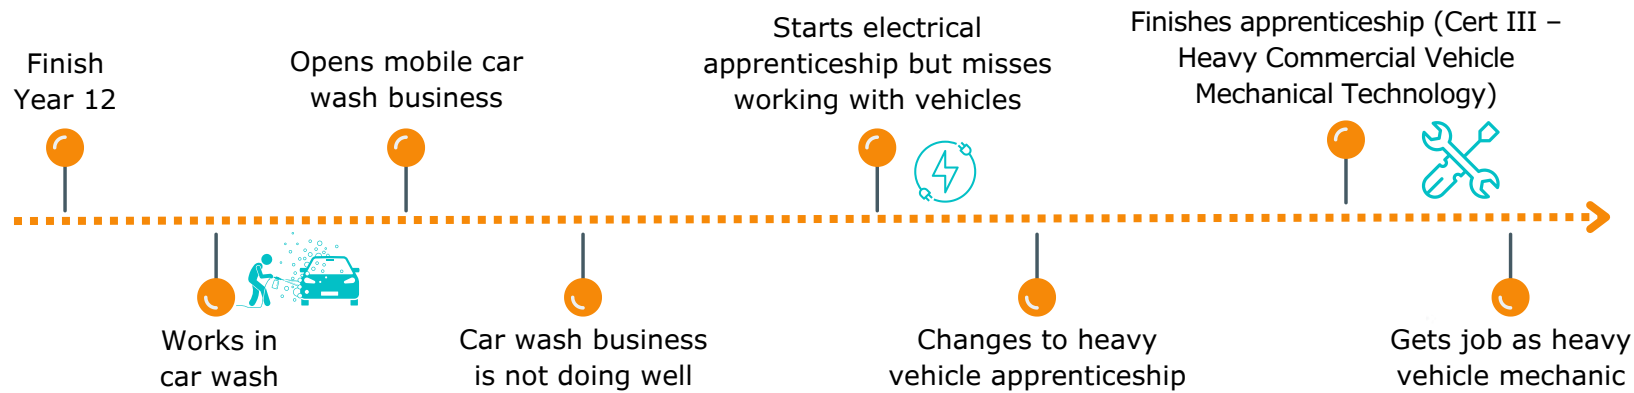 Finish
Year 12
Works in
car wash
Opens mobile car
wash business
Car wash business
is not doing well
Starts electrical
apprenticeship but misses
working with vehicles
Changes to heavy
vehicle apprenticeship
Finishes apprenticeship (Cert III –
Heavy Commercial Vehicle
Mechanical Technology)
Gets job as heavy
vehicle mechanic